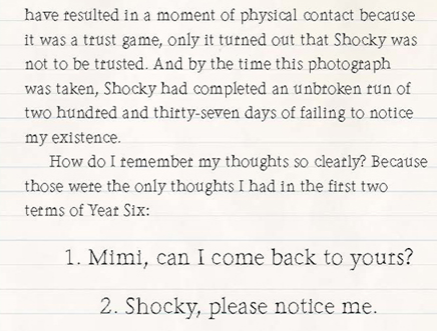 have resulted in a moment of physical contact because
it was a trust game, only it turned out that Shocky was
not to be trusted. And by the time this photograph
was taken, Shocky had completed an unbroken run of
two hundred and thirty-seven days of failing to notice
my existence.
How do I remember my thoughts so clearly? Because
those were the only thoughts I had in the first two
terms of Year Six:
1. Mimi, can I come back to yours?
2. Shocky, please notice me.